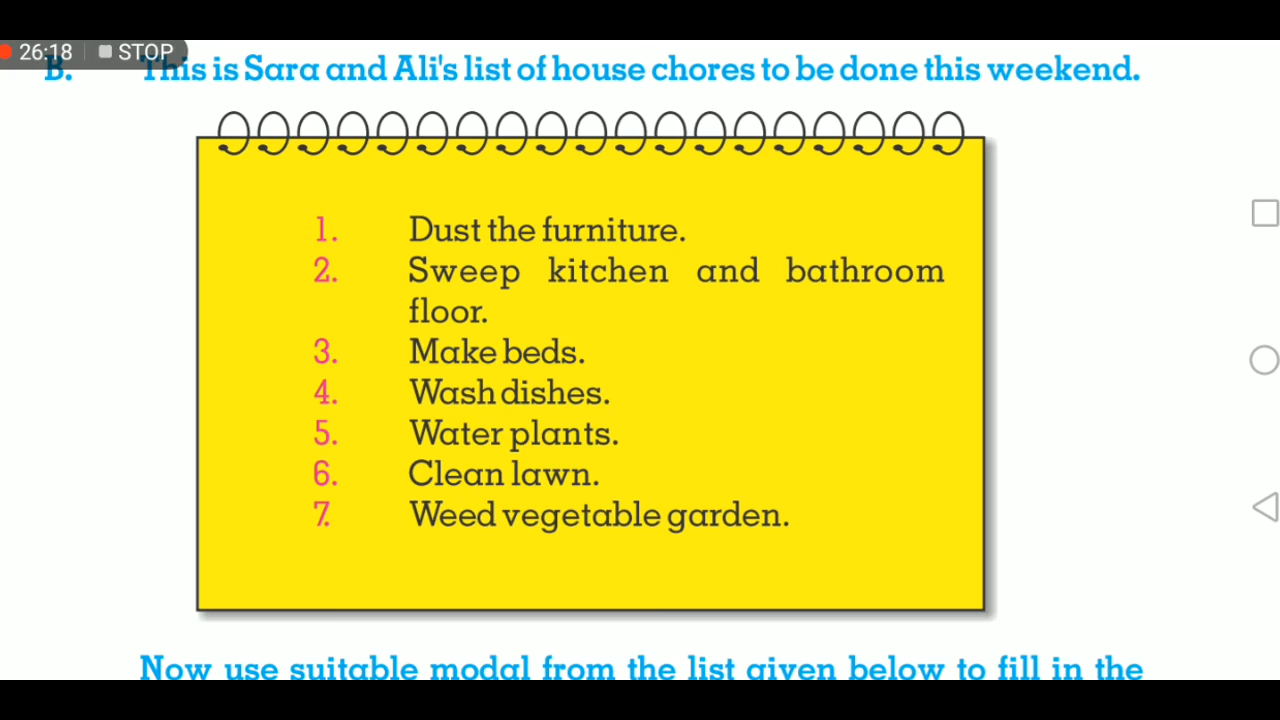 26:18 STOP
B. This is Sara and Ali's list of house chores to be done this weekend.
1. Dust the furniture.
2. Sweep kitchen and bathroom
floor.
3. Make beds.
4. Wash dishes.
5. Water plants.
6. Clean lawn.
7. Weed vegetable garden.
Now use suitable modal from the list given below to fill in the